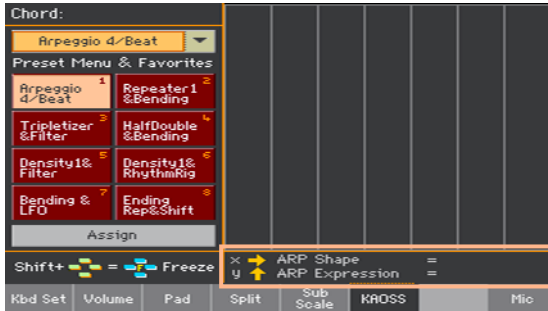 Chord:
Arpeggio 4/Beat
Preset Menu & Favorites
Arpeggio 4/Beat 1
Repeater1 &Bending 2
Tripletizer &Filter 3
HalfDouble &Bending 4
Density1& Filter 5
Density1& RhythmRig 6
Bending & LFO 7
Ending Rep&Shift 8
Assign
Shift+ = F Freeze
x ARP Shape =
y ARP Expression =
Kbd Set Volume Pad Split Sub Scale KAOSS Mic